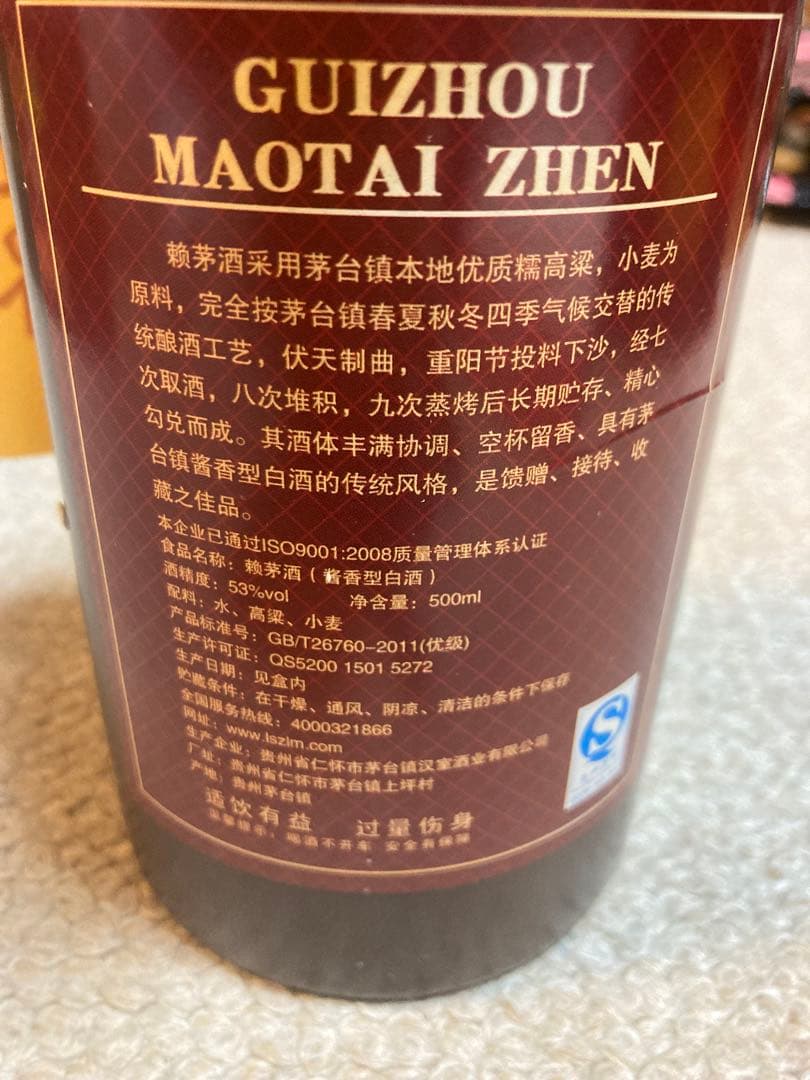 GUIZHOU
MAOTAI ZHEN
赖茅酒采用茅台镇本地优质糯高粱，小麦为
原料，完全按茅台镇春夏秋冬四季气候交替的传
统酿酒工艺，伏天制曲，重阳节投料下沙，经七
次取酒，八次堆积，九次蒸烤后长期贮存、精心
勾兑而成。其酒体丰满协调、空杯留香、具有茅
台镇酱香型白酒的传统风格，是馈赠、接待、收
藏之佳品。
本企业已通过ISO9001:2008质量管理体系认证
食品名称：赖茅酒（酱香型白酒）
酒精度：53%vol 净含量：500ml
配料：水、高粱、小麦
产品标准号：GB/T26760-2011(优级)
生产许可证：QS5200 1501 5272
生产日期：见盒内
贮藏条件：在干燥、通风、阴凉、清洁的条件下保存
全国服务热线：4000321866
网址：www.lszlm.com
生产企业：贵州省仁怀市茅台镇汉室酒业有限公司
厂址：贵州省仁怀市茅台镇上坪村
产地：贵州茅台镇
适饮有益 过量伤身
温馨提示：喝酒不开车 安全有保障